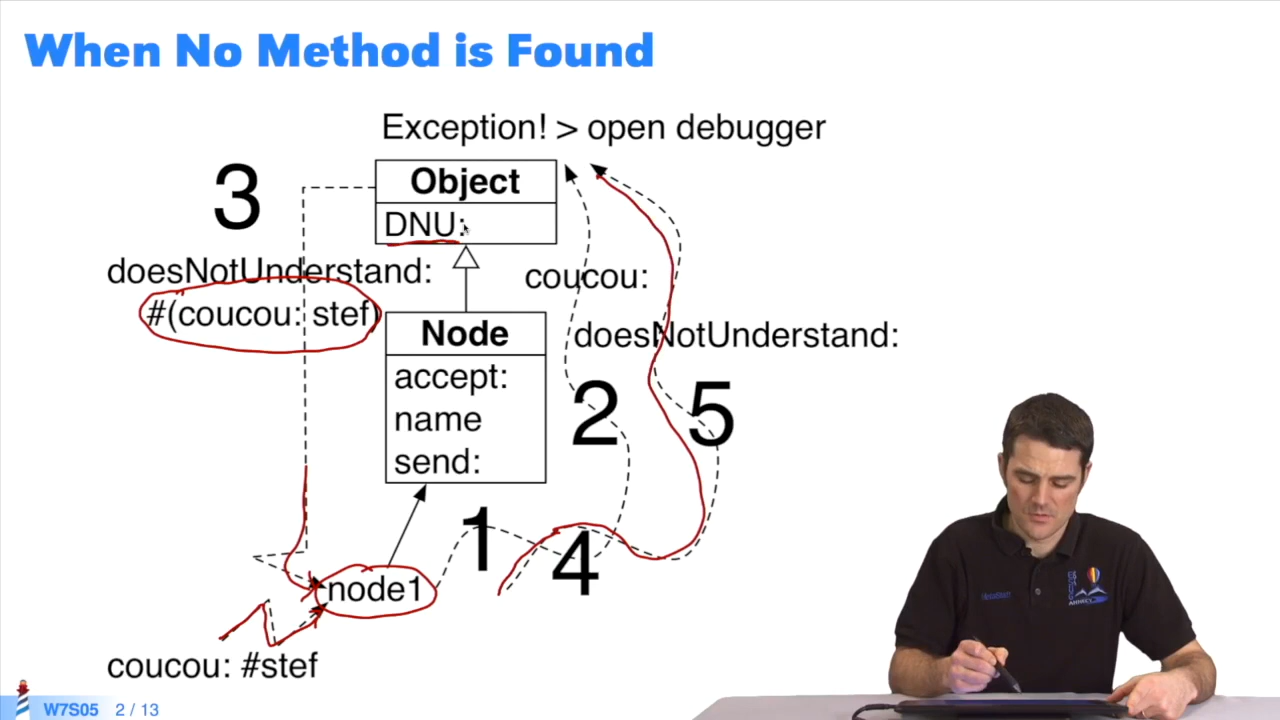 When No Method is Found
Exception! > open debugger
3
Object
DNU:
doesNotUnderstand:
#(coucou: stef)
coucou:
Node
doesNotUnderstand:
accept:
name
send:
2
5
1
4
node1
coucou: #stef
W7S05 2 / 13